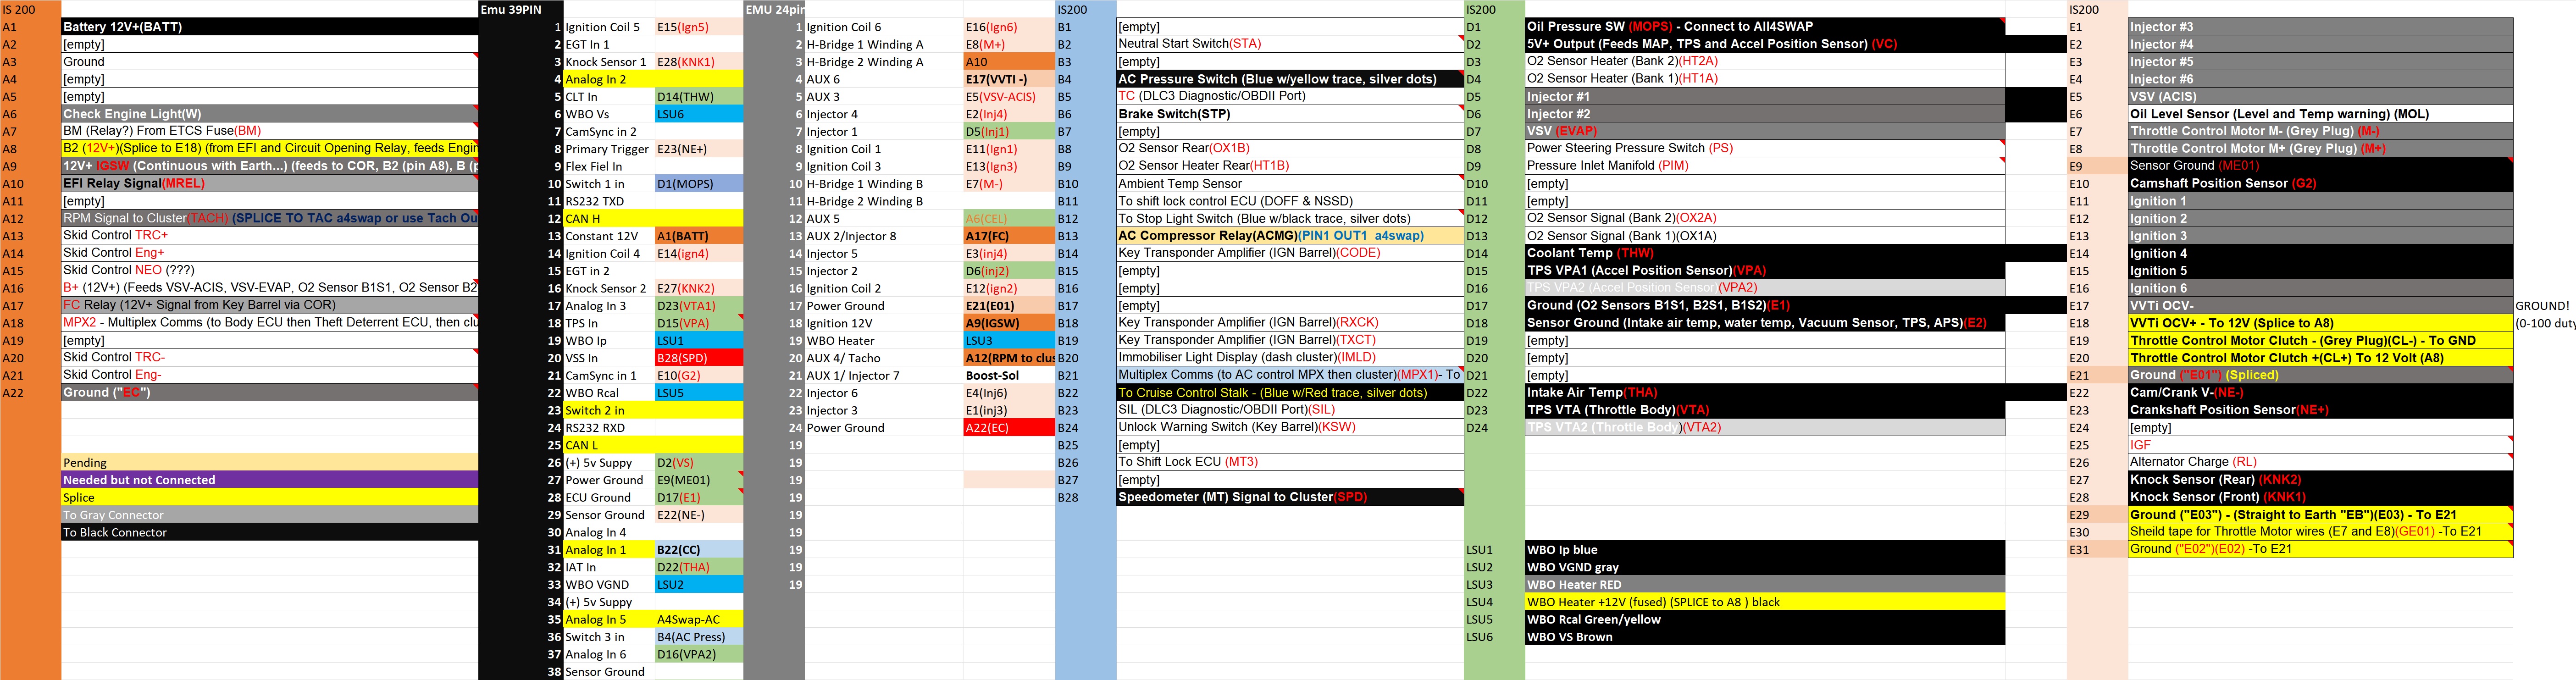 IS 200 Emu 39PIN EMU 24pin IS200 IS200 IS200
A1 Battery 12V+(BATT) 1 Ignition Coil 5 E15(Ign5) 1 Ignition Coil 6 E16(Ign6) B1 [empty] D1 Oil Pressure SW (MOPS) - Connect to All4SWAP E1 Injector #3
A2 [empty] 2 EGT In 1 2 H-Bridge 1 Winding A E8(M+) B2 Neutral Start Switch(STA) D2 5V+ Output (Feeds MAP, TPS and Accel Position Sensor) (VC) E2 Injector #4
A3 Ground 3 Knock Sensor 1 E28(KNK1) 3 H-Bridge 2 Winding A A10 B3 [empty] D3 O2 Sensor Heater (Bank 2)(HT2A) E3 Injector #5
A4 [empty] 4 Analog In 2 4 AUX 6 E17(VVTI -) B4 AC Pressure Switch (Blue w/yellow trace, silver dots) D4 O2 Sensor Heater (Bank 1)(HT1A) E4 Injector #6
A5 [empty] 5 CLT In D14(THW) 5 AUX 3 E5(VSV-ACIS) B5 TC (DLC3 Diagnostic/OBDII Port) D5 Injector #1 E5 VSV (ACIS)
A6 Check Engine Light(W) 6 WBO Vs LSU6 6 Injector 4 E2(Inj4) B6 Brake Switch(STP) D6 Injector #2 E6 Oil Level Sensor (Level and Temp warning) (MOL)
A7 BM (Relay?) From ETCS Fuse(BM) 7 CamSync in 2 7 Injector 1 D5(Inj1) B7 [empty] D7 VSV (EVAP) E7 Throttle Control Motor M- (Grey Plug) (M-)
A8 B2 (12V+)(Splice to E18) (from EFI and Circuit Opening Relay, feeds Engin 8 Primary Trigger E23(NE+) 8 Ignition Coil 1 E11(Ign1) B8 O2 Sensor Rear(OX1B) D8 Power Steering Pressure Switch (PS) E8 Throttle Control Motor M+ (Grey Plug) (M+)
A9 12V+ IGSW (Continuous with Earth...) (feeds to COR, B2 (pin A8), B (p 9 Flex Fiel In 9 Ignition Coil 3 E13(Ign3) B9 O2 Sensor Heater Rear(HT1B) D9 Pressure Inlet Manifold (PIM) E9 Sensor Ground (ME01)
A10 EFI Relay Signal(MREL) 10 Switch 1 in D1(MOPS) 10 H-Bridge 1 Winding B E7(M-) B10 Ambient Temp Sensor D10 [empty] E10 Camshaft Position Sensor (G2)
A11 [empty] 11 RS232 TXD 11 H-Bridge 2 Winding B B11 To shift lock control ECU (DOFF & NSSD) D11 [empty] E11 Ignition 1
A12 RPM Signal to Cluster(TACH) (SPLICE TO TAC a4swap or use Tach Ou 12 CAN H 12 AUX 5 A6(CEL) B12 To Stop Light Switch (Blue w/black trace, silver dots) D12 O2 Sensor Signal (Bank 2)(OX2A) E12 Ignition 2
A13 Skid Control TRC+ 13 Constant 12V A1(BATT) 13 AUX 2/Injector 8 A17(FC) B13 AC Compressor Relay(ACMG)(PIN1 OUT1 a4swap) D13 O2 Sensor Signal (Bank 1)(OX1A) E13 Ignition 3
A14 Skid Control Eng+ 14 Ignition Coil 4 E14(ign4) 14 Injector 5 E3(inj4) B14 Key Transponder Amplifier (IGN Barrel)(CODE) D14 Coolant Temp (THW) E14 Ignition 4
A15 Skid Control NEO (???) 15 EGT in 2 15 Injector 2 D6(inj2) B15 [empty] D15 TPS VPA1 (Accel Position Sensor)(VPA) E15 Ignition 5
A16 B+ (12V+) (Feeds VSV-ACIS, VSV-EVAP, O2 Sensor B1S1, O2 Sensor B2 16 Knock Sensor 2 E27(KNK2) 16 Ignition Coil 2 E12(ign2) B16 [empty] D16 TPS VPA2 (Accel Position Sensor)(VPA2) E16 Ignition 6
A17 FC Relay (12V+ Signal from Key Barrel via COR) 17 Analog In 3 D23(VTA1) 17 Power Ground E21(E01) B17 [empty] D17 Ground (O2 Sensors B1S1, B2S1, B1S2)(E1) E17 VVTi OCV- GROUND!
A18 MPX2 - Multiplex Comms (to Body ECU then Theft Deterrent ECU, then clu 18 TPS In D15(VPA) 18 Ignition 12V A9(IGSW) B18 Key Transponder Amplifier (IGN Barrel)(RXCK) D18 Sensor Ground (Intake air temp, water temp, Vacuum Sensor, TPS, APS)(E2) E18 VVTi OCV+ - To 12V (Splice to A8) (0-100 duty
A19 [empty] 19 WBO Ip LSU1 19 WBO Heater LSU3 B19 Key Transponder Amplifier (IGN Barrel)(TXCT) D19 [empty] E19 Throttle Control Motor Clutch - (Grey Plug)(CL-) - To GND
A20 Skid Control TRC- 20 VSS In B28(SPD) 20 AUX 4/ Tacho A12(RPM to clus B20 Immobiliser Light Display (dash cluster)(IMLD) D20 [empty] E20 Throttle Control Motor Clutch +(CL+) To 12 Volt (A8)
A21 Skid Control Eng- 21 CamSync in 1 E10(G2) 21 AUX 1/ Injector 7 Boost-Sol B21 Multiplex Comms (to AC control MPX then cluster)(MPX1)- To D21 [empty] E21 Ground ("E01") (Spliced)
A22 Ground ("EC") 22 WBO Rcal LSU5 22 Injector 6 E4(Inj6) B22 To Cruise Control Stalk - (Blue w/Red trace, silver dots) D22 Intake Air Temp(THA) E22 Cam/Crank V-(NE-)
23 Switch 2 in 23 Injector 3 E1(inj3) B23 SIL (DLC3 Diagnostic/OBDII Port)(SIL) D23 TPS VTA (Throttle Body)(VTA) E23 Crankshaft Position Sensor(NE+)
24 RS232 RXD 24 Power Ground A22(EC) B24 Unlock Warning Switch (Key Barrel)(KSW) D24 TPS VTA2 (Throttle Body)(VTA2) E24 [empty]
25 CAN L 19 B25 [empty] E25 IGF
Pending 26 (+) 5v Suppy D2(VS) 19 B26 To Shift Lock ECU (MT3) E26 Alternator Charge (RL)
Needed but not Connected 27 Power Ground E9(ME01) 19 B27 [empty] E27 Knock Sensor (Rear) (KNK2)
Splice 28 ECU Ground D17(E1) 19 B28 Speedometer (MT) Signal to Cluster(SPD) E28 Knock Sensor (Front) (KNK1)
To Gray Connector 29 Sensor Ground E22(NE-) 19 E29 Ground ("E03") - (Straight to Earth "EB")(E03) - To E21
To Black Connector 30 Analog In 4 19 E30 Sheild tape for Throttle Motor wires (E7 and E8)(GE01) -To E21
31 Analog In 1 B22(CC) 19 LSU1 WBO Ip blue E31 Ground ("E02")(E02) -To E21
32 IAT In D22(THA) 19 LSU2 WBO VGND gray
33 WBO VGND LSU2 19 LSU3 WBO Heater RED
34 (+) 5v Suppy LSU4 WBO Heater +12V (fused) (SPLICE to A8 ) black
35 Analog In 5 A4Swap-AC LSU5 WBO Rcal Green/yellow
36 Switch 3 in B4(AC Press) LSU6 WBO VS Brown
37 Analog In 6 D16(VPA2)
38 Sensor Ground